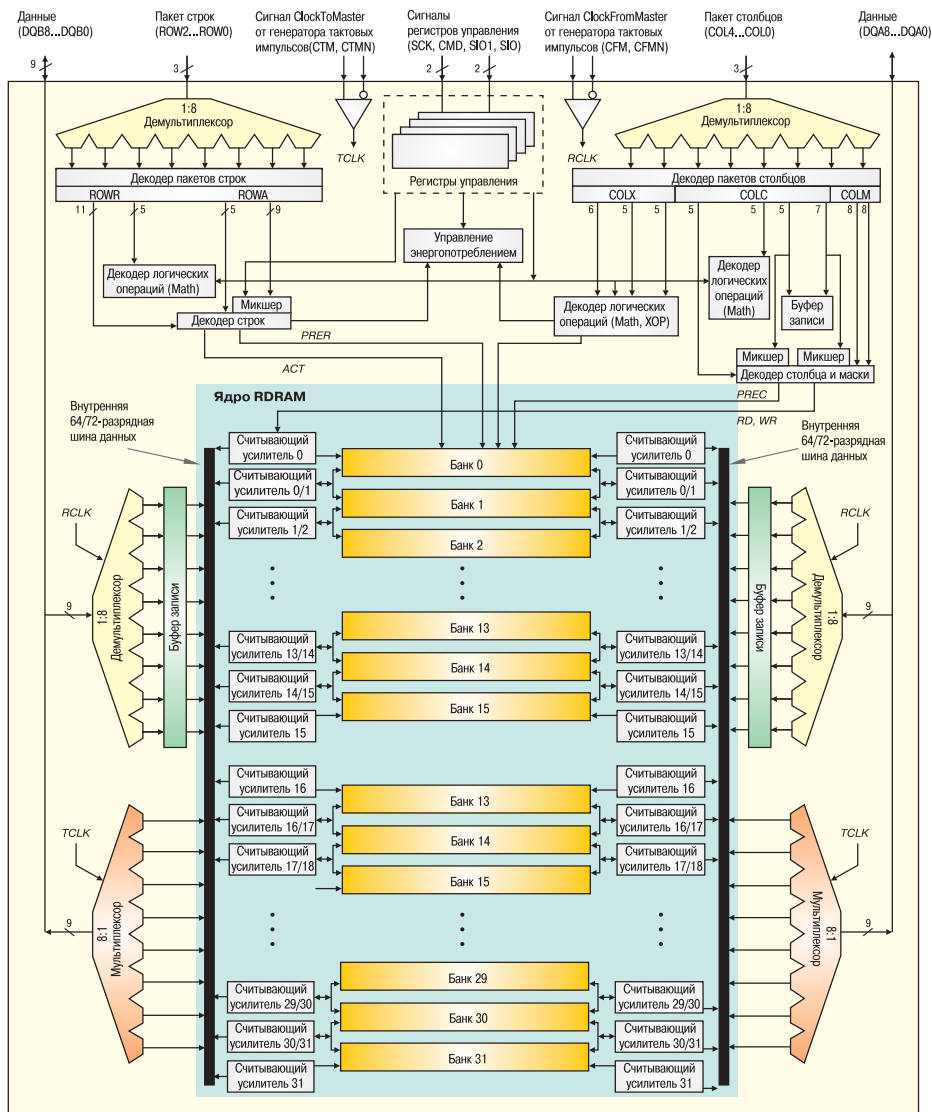 Данные
(DQB8...DQB0)
Пакет строк
(ROW2...ROW0)
Сигнал ClockToMaster
от генератора тактовых
импульсов(CTM, CTMN)
Сигналы
регистров управления
(SCK, CMD, SIO1, SIO)
Сигнал ClockFromMaster
от генератора тактовых
импульсов (CFM, CFMN)
Пакет столбцов
(COL4...COL0)
Данные
(DQA8...DQA0)
9
3
2
2
3
9
1:8
Демультиплексор
TCLK
Регистры управления
RCLK
1:8
Демультиплексор
Декодер пакетов строк
ROWR
ROWA
Декодер пакетов столбцов
COLX
COLC
COLM
11
5
5
9
6
5
5
5
5
5
7
8
8
Управление
энергопотреблением
Декодер логических
операций (Math)
Микшер
Декодер строк
Декодер логических
операций (Math, XOP)
Декодер
логических
операций
(Math)
Буфер
записи
Микшер
Микшер
Декодер столбца и маски
PRER
ACT
PREC
RD, WR
Ядро RDRAM
Внутренняя
64/72-разрядная
шина данных
Внутренняя
64/72-разрядная
шина данных
Считывающий
усилитель 0
Банк 0
Считывающий
усилитель 0
Считывающий
усилитель 0/1
Банк 1
Считывающий
усилитель 0/1
Считывающий
усилитель 1/2
Банк 2
Считывающий
усилитель 1/2
RCLK
9
1:8
Демультиплексор
Буфер записи
Буфер записи
1:8
Демультиплексор
RCLK
9
Банк 13
Считывающий
усилитель 13/14
Банк 14
Считывающий
усилитель 13/14
Считывающий
усилитель 14/15
Банк 15
Считывающий
усилитель 14/15
Считывающий
усилитель 15
Считывающий
усилитель 15
Считывающий
усилитель 16
Банк 13
Считывающий
усилитель 16
Считывающий
усилитель 16/17
Банк 14
Считывающий
усилитель 16/17
Считывающий
усилитель 17/18
Банк 15
Считывающий
усилитель 17/18
TCLK
9
8:1
Мультиплексор
8:1
Мультиплексор
TCLK
9
Банк 29
Считывающий
усилитель 29/30
Банк 30
Считывающий
усилитель 29/30
Считывающий
усилитель 30/31
Банк 31
Считывающий
усилитель 30/31
Считывающий
усилитель 31
Считывающий
усилитель 31